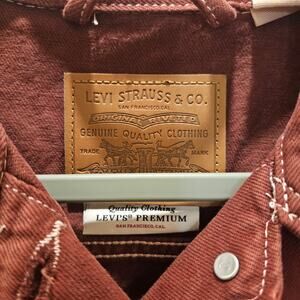 LEVI STRAUSS & CO.
SAN FRANCISCO, CAL.
ORIGINAL RIVETED
GENUINE QUALITY CLOTHING
TRADE MARK
Quality Clothing
LEVI'S® PREMIUM
SAN FRANCISCO, CAL.